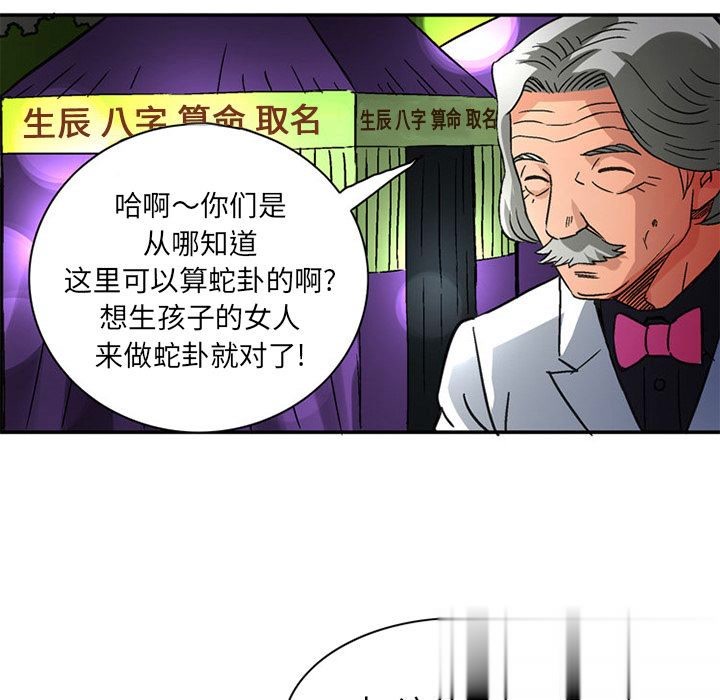 生辰 八字 算命 取名
生辰 八字 算命 取名
哈啊～你们是
从哪知道
这里可以算蛇卦的啊?
想生孩子的女人
来做蛇卦就对了!